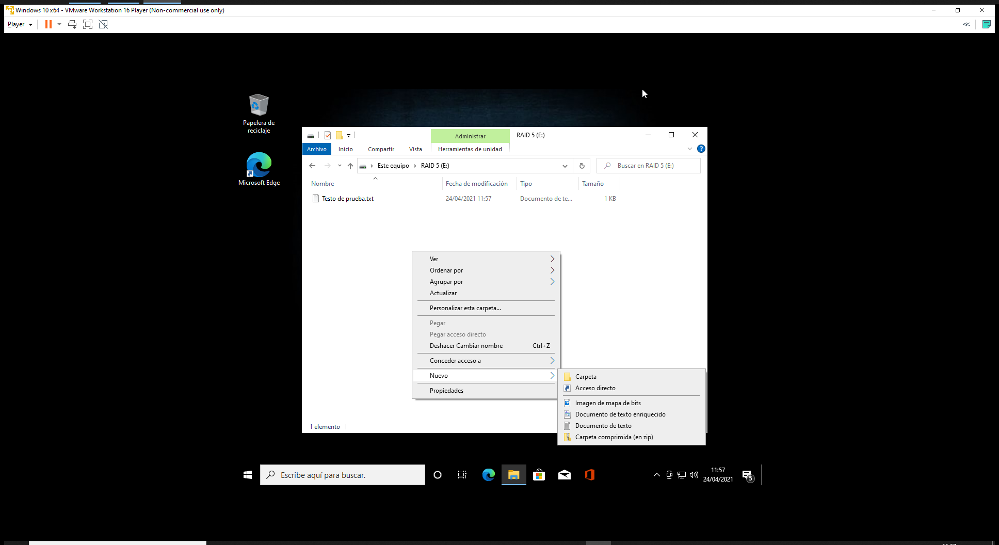 Windows 10 x64 - VMware Workstation 16 Player (Non-commercial use only)
Player
Papelera de
reciclaje
Microsoft Edge
Administrar
RAID 5 (E:)
Archivo
Inicio
Compartir
Vista
Herramientas de unidad
?
Este equipo
RAID 5 (E:)
Buscar en RAID 5 (E:)
Nombre
Fecha de modificación
Tipo
Tamaño
Testo de prueba.txt
24/04/2021 11:57
Documento de te...
1 KB
Ver
Ordenar por
Agrupar por
Actualizar
Personalizar esta carpeta...
Pegar
Pegar acceso directo
Deshacer Cambiar nombre
Ctrl+Z
Conceder acceso a
Nuevo
Propiedades
Carpeta
Acceso directo
Imagen de mapa de bits
Documento de texto enriquecido
Documento de texto
Carpeta comprimida (en zip)
1 elemento
Escribe aquí para buscar.
11:57
24/04/2021
5